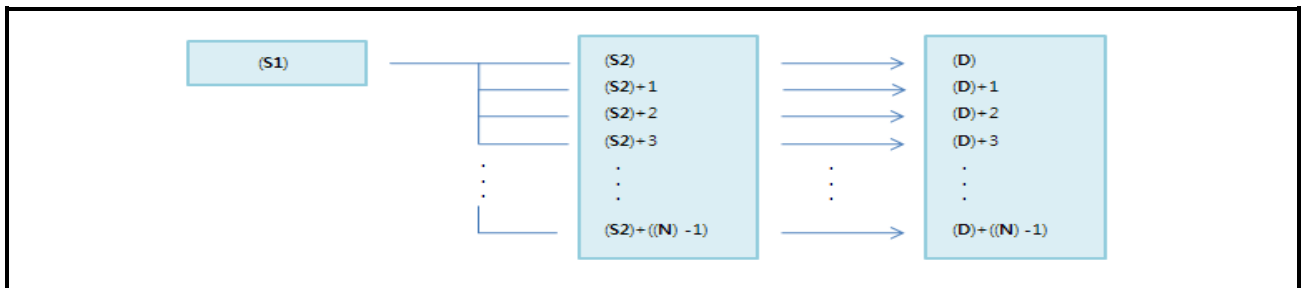 (S1)
(S2)
(S2)+1
(S2)+2
(S2)+3
(S2)+((N) -1)
(D)
(D)+1
(D)+2
(D)+3
(D)+((N) -1)